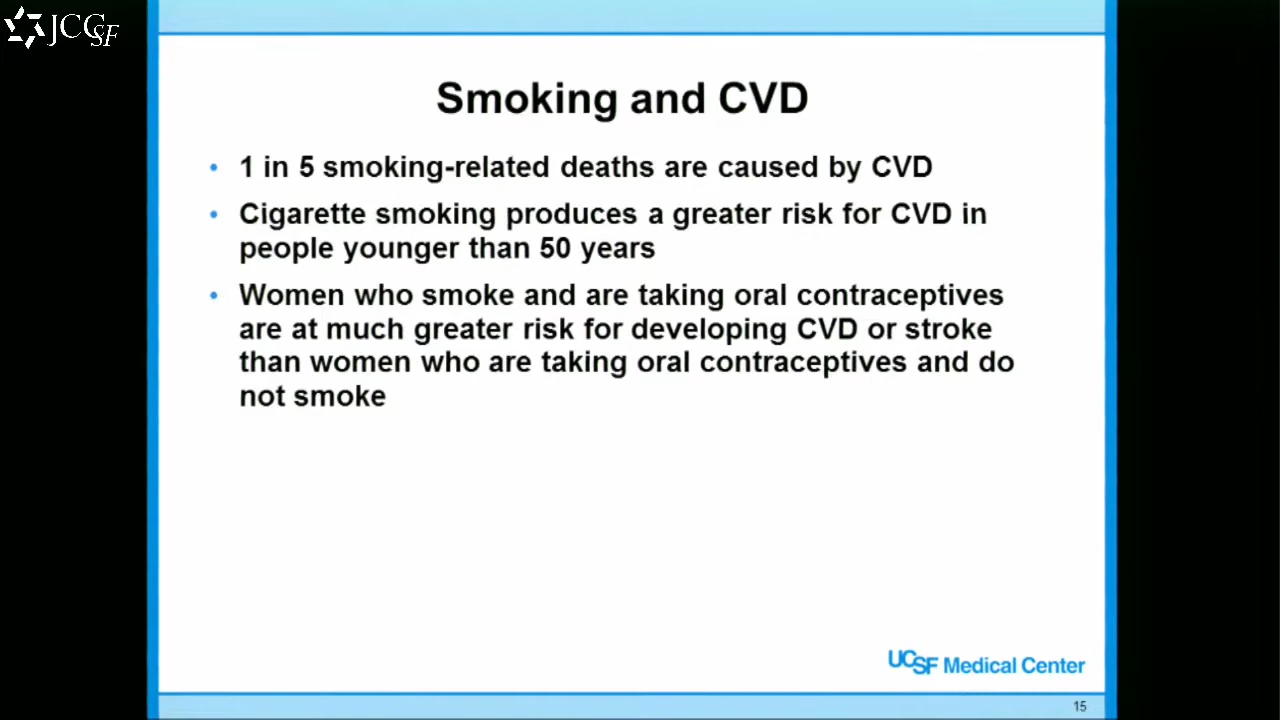 JCCSF
Smoking and CVD
• 1 in 5 smoking-related deaths are caused by CVD
• Cigarette smoking produces a greater risk for CVD in
people younger than 50 years
• Women who smoke and are taking oral contraceptives
are at much greater risk for developing CVD or stroke
than women who are taking oral contraceptives and do
not smoke
UCSF Medical Center
15